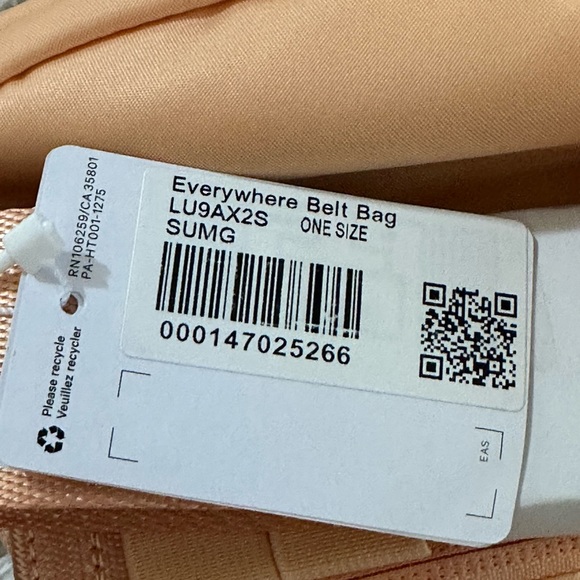 Everywhere Belt Bag
LU9AX2S ONE SIZE
SUMG
000147025266
RN106259/CA35801
PA-HT001-1275
Please recycle
Veuillez recycler
EAS